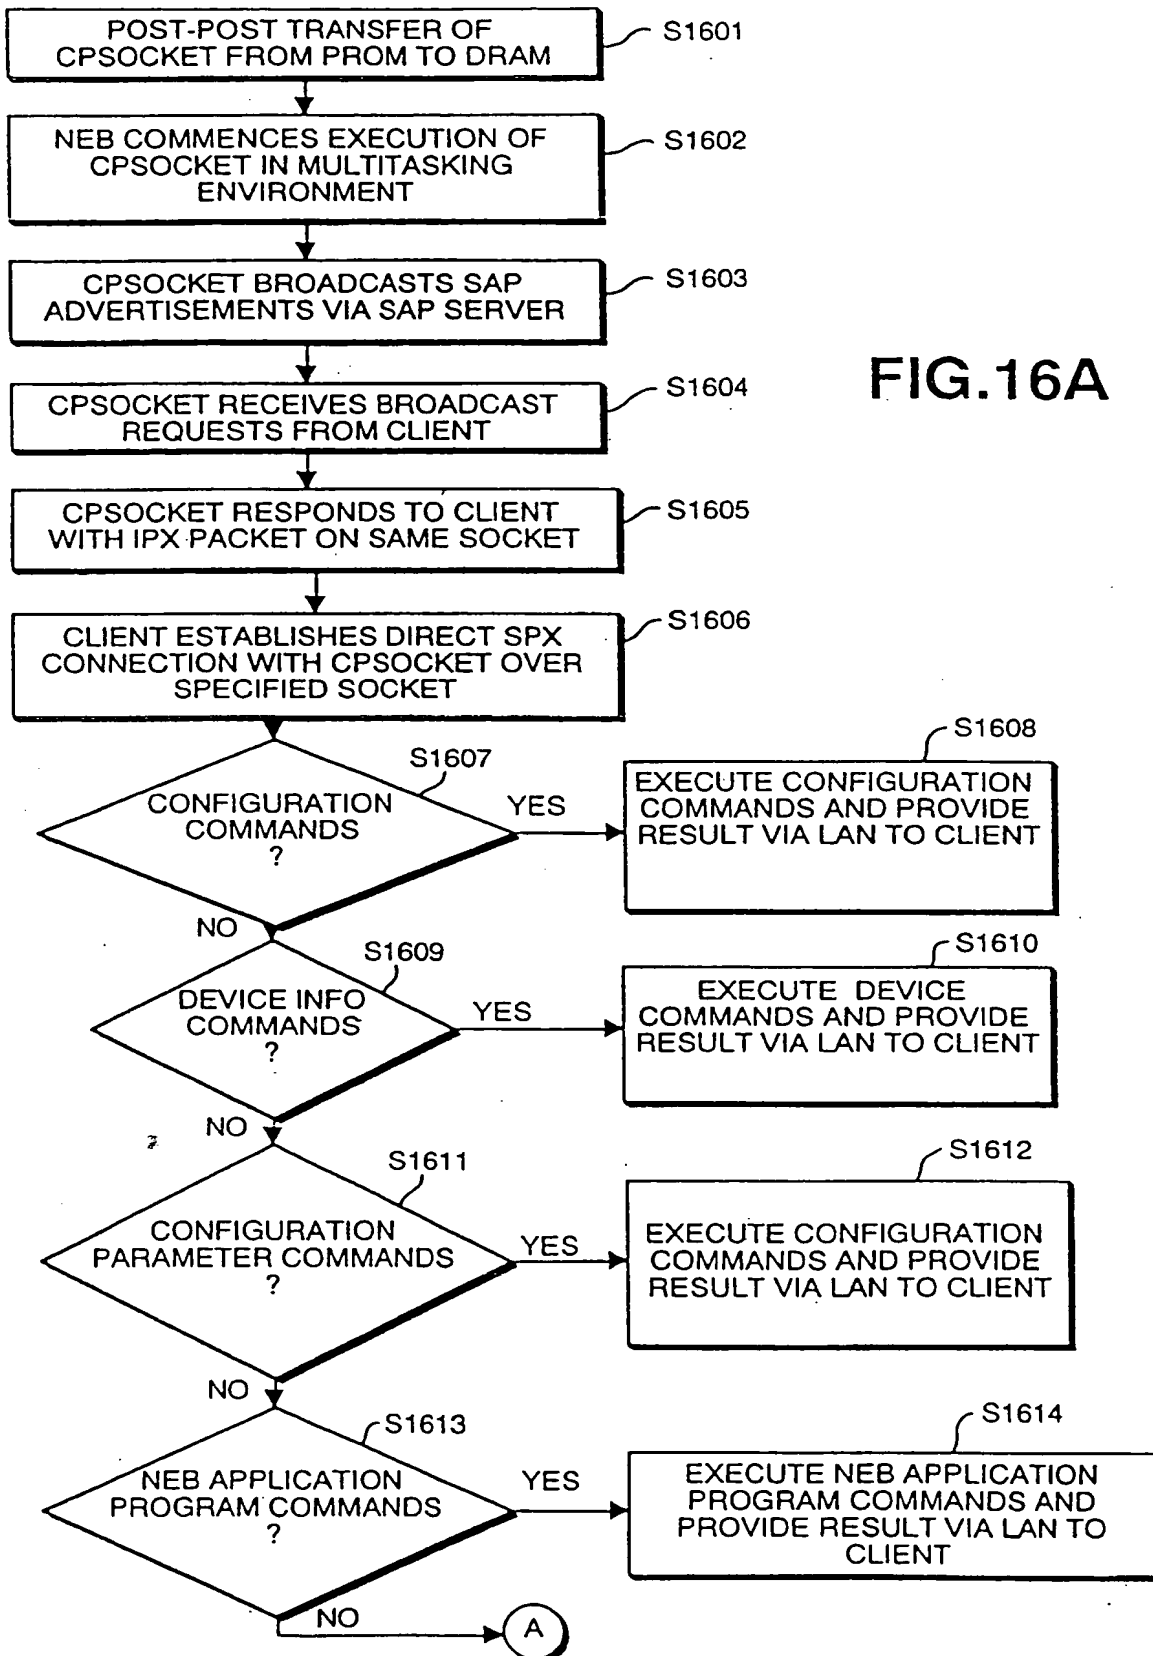 POST-POST TRANSFER OF
CPSOCKET FROM PROM TO DRAM
S1601
NEB COMMENCES EXECUTION OF
CPSOCKET IN MULTITASKING
ENVIRONMENT
S1602
CPSOCKET BROADCASTS SAP
ADVERTISEMENTS VIA SAP SERVER
S1603
FIG.16A
CPSOCKET RECEIVES BROADCAST
REQUESTS FROM CLIENT
S1604
CPSOCKET RESPONDS TO CLIENT
WITH IPX PACKET ON SAME SOCKET
S1605
CLIENT ESTABLISHES DIRECT SPX
CONNECTION WITH CPSOCKET OVER
SPECIFIED SOCKET
S1606
S1607
CONFIGURATION
COMMANDS
?
YES
NO
S1608
EXECUTE CONFIGURATION
COMMANDS AND PROVIDE
RESULT VIA LAN TO CLIENT
S1609
DEVICE INFO
COMMANDS
?
YES
NO
S1610
EXECUTE DEVICE
COMMANDS AND PROVIDE
RESULT VIA LAN TO CLIENT
S1611
CONFIGURATION
PARAMETER COMMANDS
?
YES
NO
S1612
EXECUTE CONFIGURATION
COMMANDS AND PROVIDE
RESULT VIA LAN TO CLIENT
S1613
NEB APPLICATION
PROGRAM COMMANDS
?
YES
NO
S1614
EXECUTE NEB APPLICATION
PROGRAM COMMANDS AND
PROVIDE RESULT VIA LAN TO
CLIENT
A